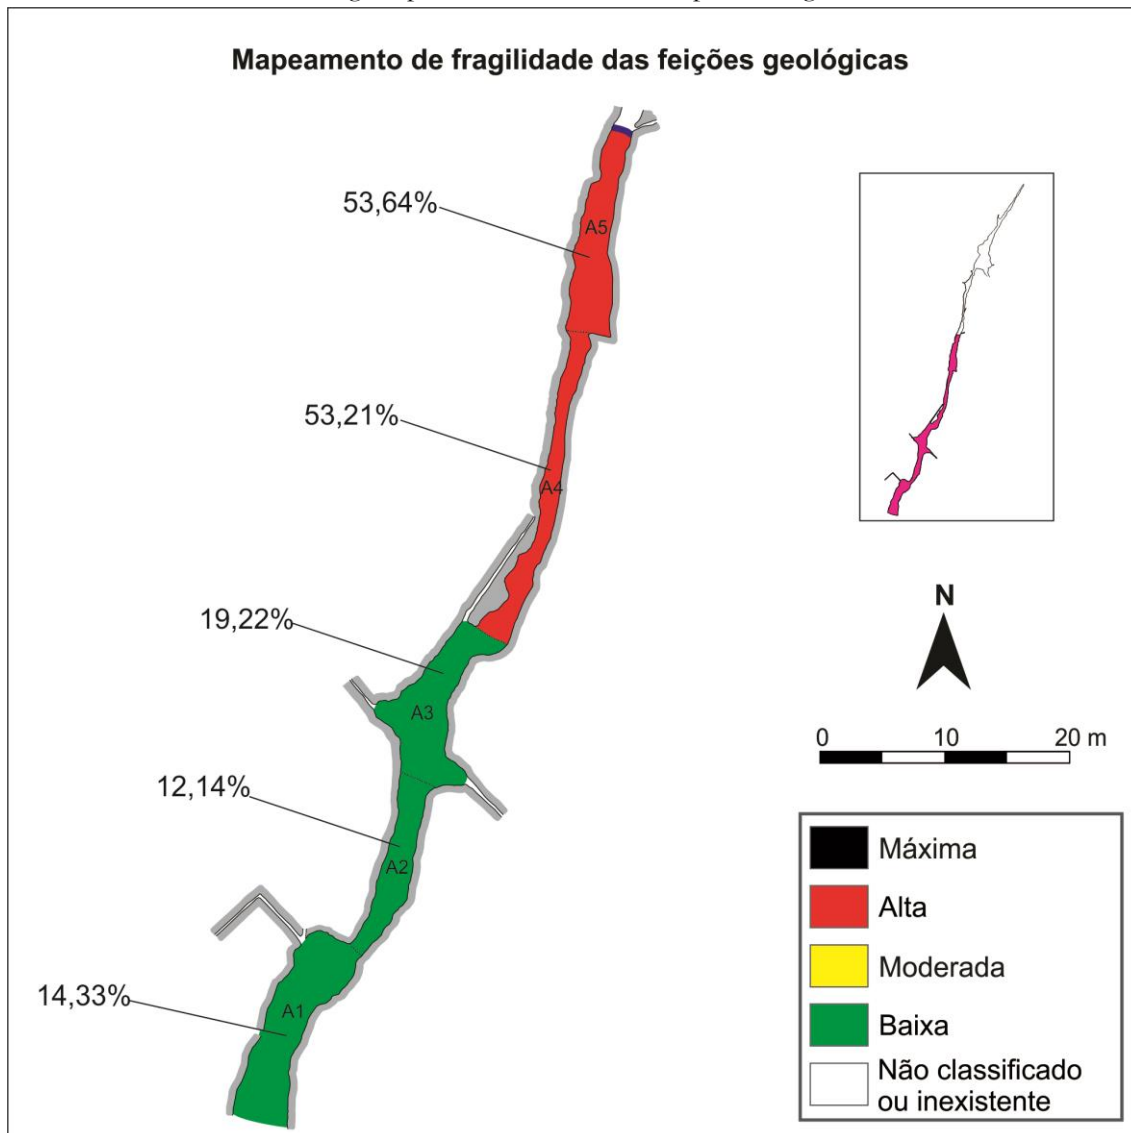 Mapeamento de fragilidade das feições geológicas
53,64%
A5
53,21%
A4
19,22%
A3
12,14%
A2
14,33%
A1
N
0 10 20 m
Máxima
Alta
Moderada
Baixa
Não classificado
ou inexistente